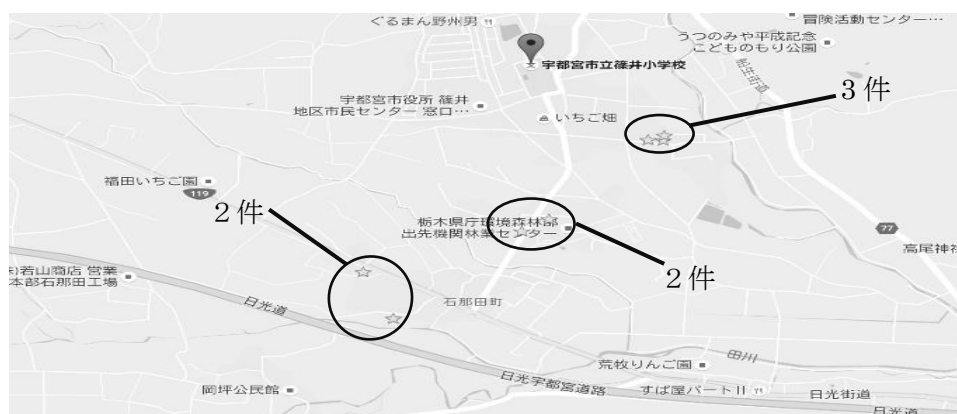 ぐるまん野州男
冒険活動センター…
うつのみや平成記念
こどものもり公園
宇都宮市立篠井小学校
船生街道
3件
宇都宮市役所 篠井
地区市民センター 窓口…
いちご畑
福田いちご園
119
2件
栃木県庁環境森林部
出先機関林業センター
77
高尾神社
2件
若山商店 営業
本部石那田工場
日光道
石那田町
荒牧りんご園
田川
日光宇都宮道路
岡坪公民館
すぱ屋パートII
日光街道
日光道